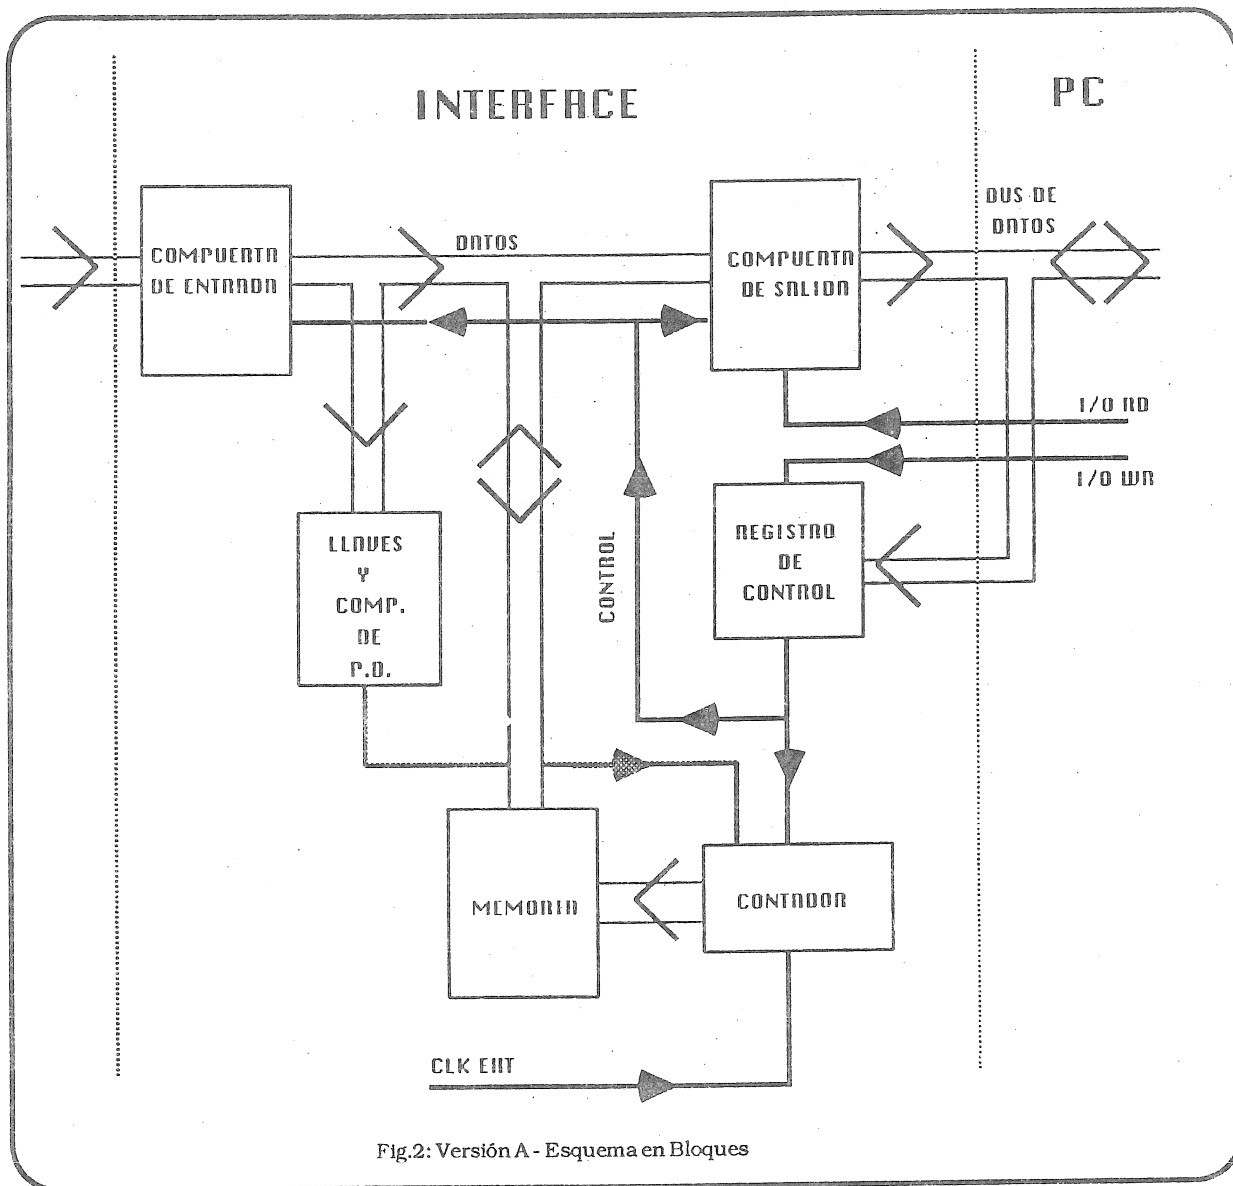 INTERFACE
PC
COMPUERTA
DE ENTRADA
DATOS
COMPUERTA
DE SALIDA
BUS DE
DATOS
I/O RD
I/O WR
LLAVES
Y
COMP.
DE
P.D.
CONTROL
REGISTRO
DE
CONTROL
MEMORIA
CONTADOR
CLK EXT
Fig.2: Versión A - Esquema en Bloques